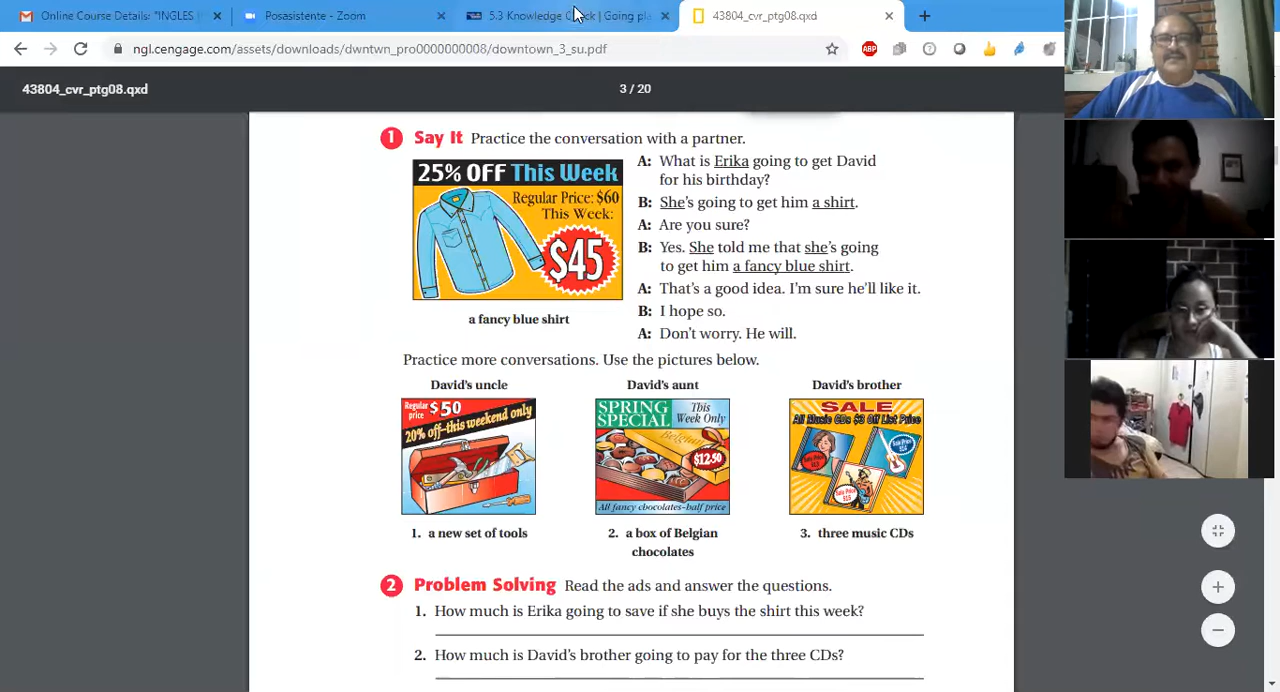 Online Course Details: "INGLES I
Posasistente - Zoom
5.3 Knowledge Check | Going pla
43804_cvr_ptg08.qxd
ngl.cengage.com/assets/downloads/dwntwn_pro0000000008/downtown_3_su.pdf
ABP
43804_cvr_ptg08.qxd
3 / 20
1 Say It Practice the conversation with a partner.
25% OFF This Week
Regular Price: $60
This Week:
$45
a fancy blue shirt
A: What is Erika going to get David
for his birthday?
B: She's going to get him a shirt.
A: Are you sure?
B: Yes. She told me that she's going
to get him a fancy blue shirt.
A: That's a good idea. I'm sure he'll like it.
B: I hope so.
A: Don't worry. He will.
Practice more conversations. Use the pictures below.
David's uncle
Regular price $50
20% off–this weekend only
1. a new set of tools
David's aunt
SPRING
SPECIAL
This
Week Only
Belgian
$12.50
All fancy chocolates–half price
2. a box of Belgian
chocolates
David's brother
SALE
All Music CDs $3 Off List Price
Sale Price
Sale Price
Sale Price
3. three music CDs
2 Problem Solving Read the ads and answer the questions.
1. How much is Erika going to save if she buys the shirt this week?
2. How much is David's brother going to pay for the three CDs?